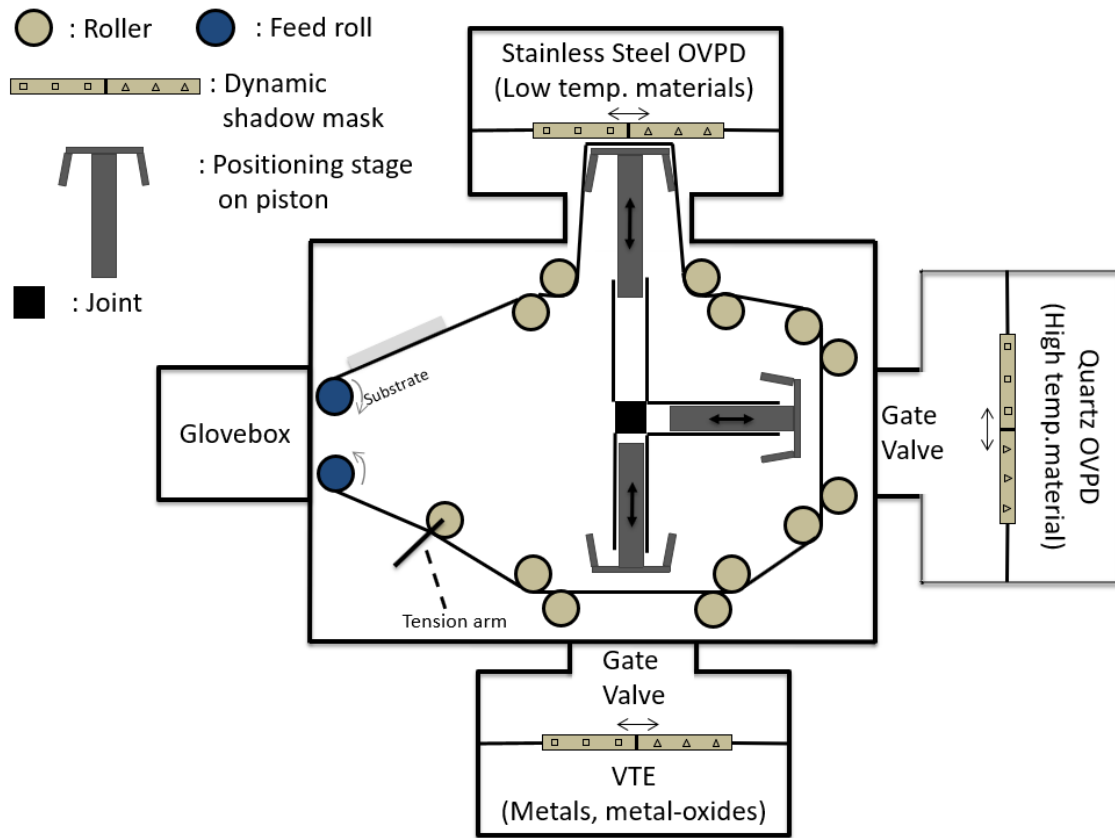 : Roller
: Feed roll
: Dynamic
shadow mask
: Positioning stage
on piston
: Joint
Stainless Steel OVPD
(Low temp. materials)
Substrate
Glovebox
Gate
Valve
Quartz OVPD
(High temp.material)
Tension arm
Gate
Valve
VTE
(Metals, metal-oxides)